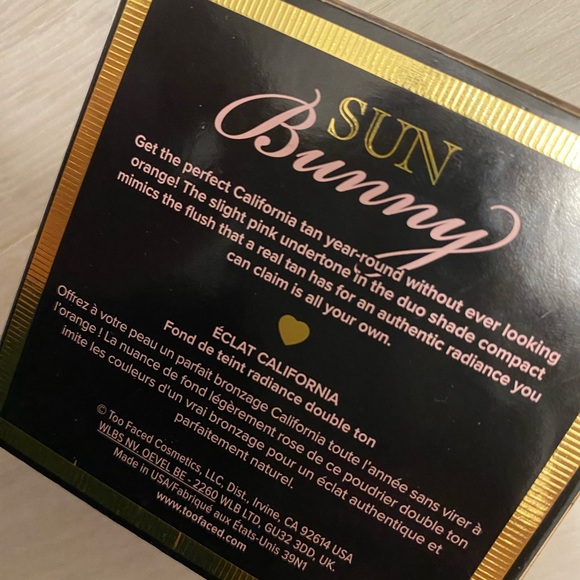 SUN
Bunny
Get the perfect California tan year-round without ever looking
orange! The slight pink undertone in the duo shade compact
mimics the flush that a real tan has for an authentic radiance you
can claim is all your own.
ÉCLAT CALIFORNIA
Fond de teint radiance double ton
Offrez à votre peau un parfait bronzage California toute l'année sans virer à
l'orange ! La nuance de fond légèrement rose de ce poudrier double ton
imite les couleurs d'un vrai bronzage pour un éclat authentique et
parfaitement naturel.
© Too Faced Cosmetics, LLC, Dist., Irvine, CA 92614 USA
WLBS NV, OEVEL BE - 2260 WLB LTD, GU32 3DD, UK.
Made in USA/Fabriqué aux États-Unis 39N1
www.toofaced.com